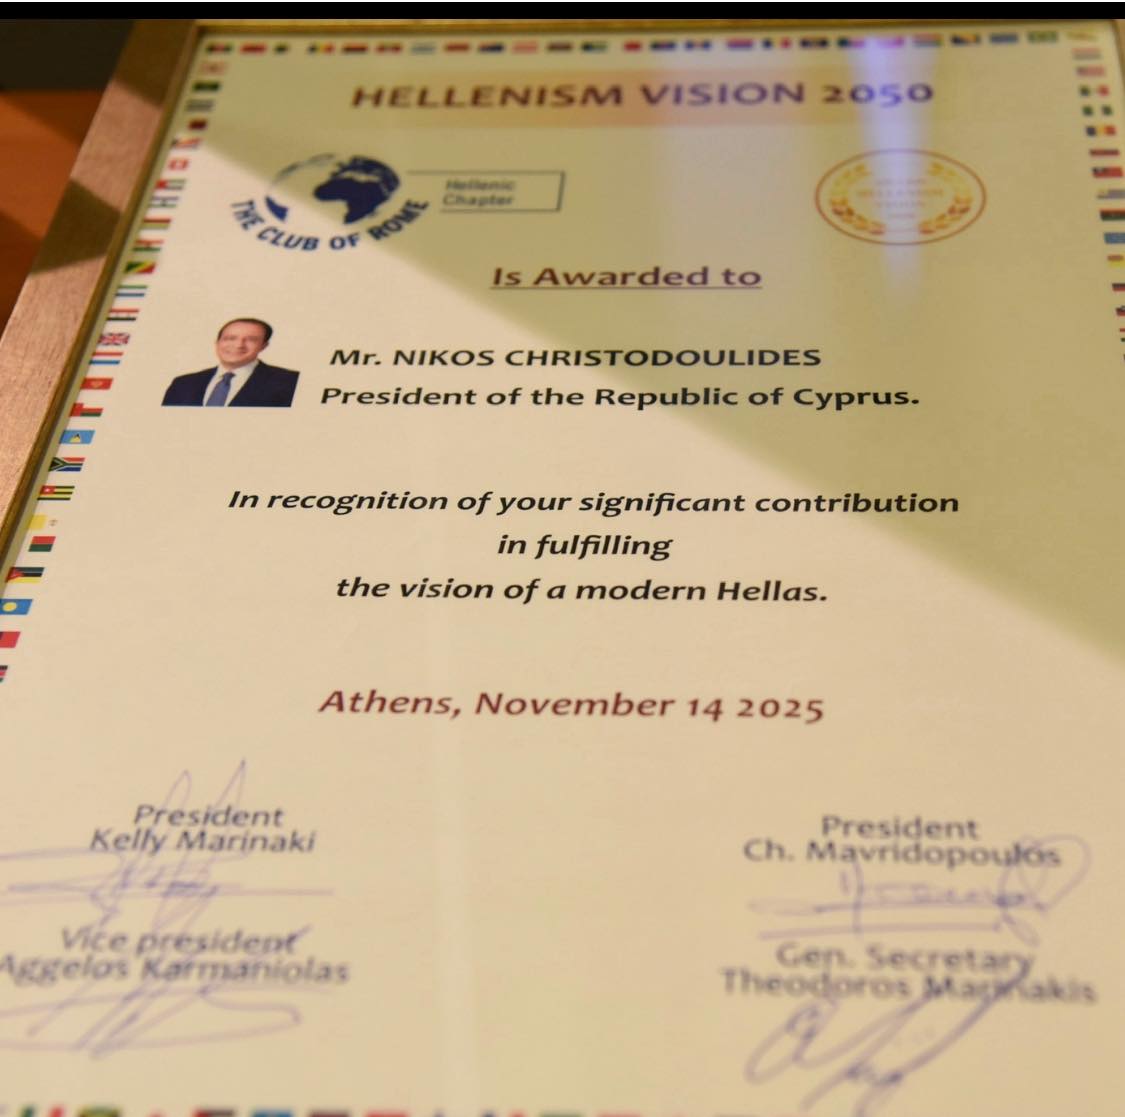 HELLENISM VISION 2050
THE CLUB OF ROME
Hellenic
Chapter
HELLENISM
VISION
Is Awarded to
Mr. NIKOS CHRISTODOULIDES
President of the Republic of Cyprus.
In recognition of your significant contribution
in fulfilling
the vision of a modern Hellas.
Athens, November 14 2025
President
Kelly Marinaki
President
Ch. Mavridopoulos
Vice president
Aggelos Karmaniolas
Gen. Secretary
Theodoros Marinakis